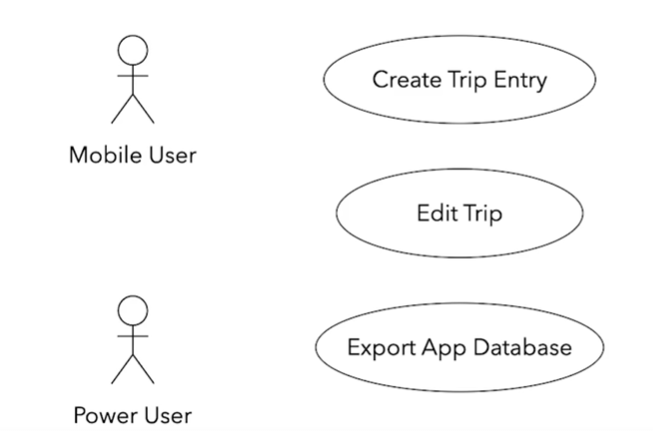 Create Trip Entry
Mobile User
Edit Trip
Export App Database
Power User